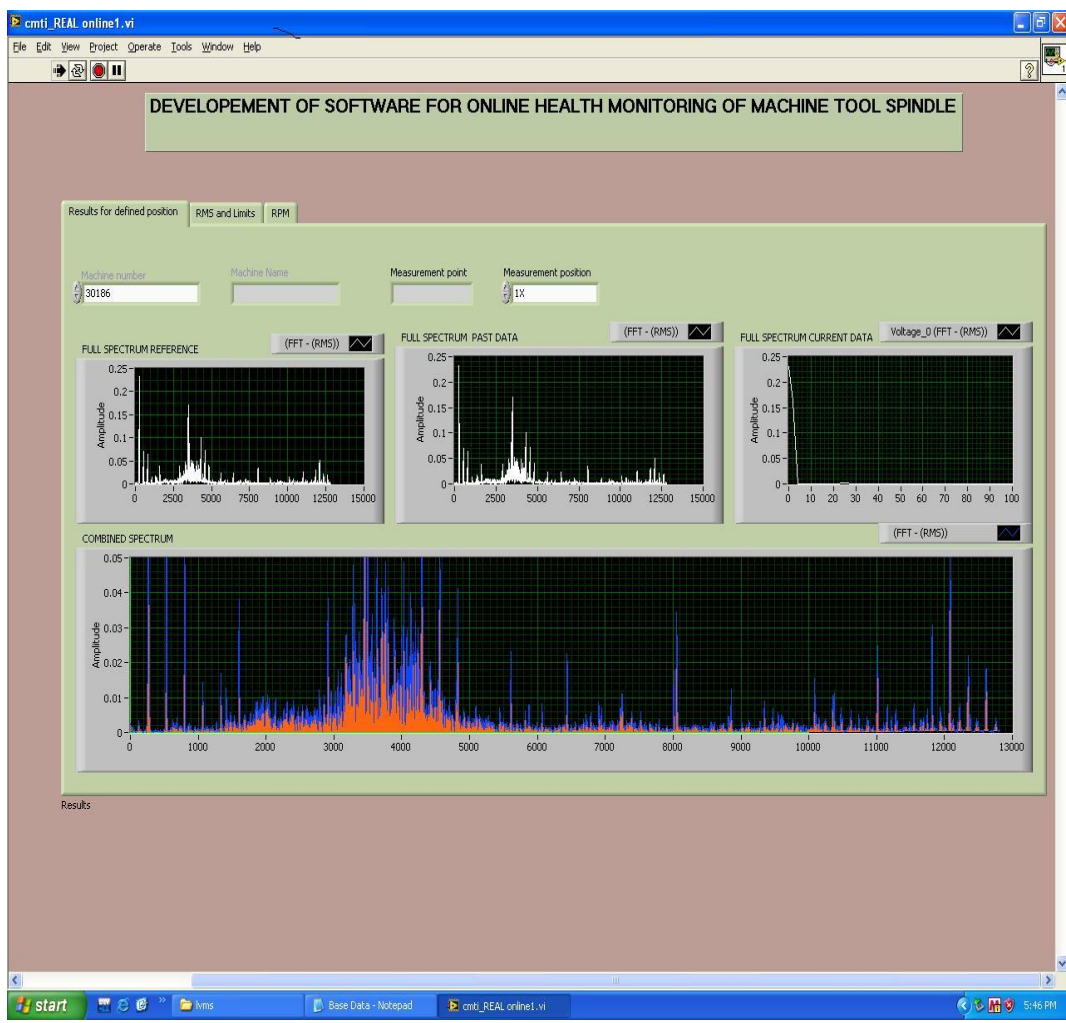 cmti_REAL online1.vi
File Edit View Project Operate Tools Window Help
1
DEVELOPEMENT OF SOFTWARE FOR ONLINE HEALTH MONITORING OF MACHINE TOOL SPINDLE
Results for defined position RMS and Limits RPM
Machine number Machine Name Measurement point Measurement position
30186 1X
FULL SPECTRUM REFERENCE (FFT - (RMS))
FULL SPECTRUM PAST DATA (FFT - (RMS))
FULL SPECTRUM CURRENT DATA Voltage_0 (FFT - (RMS))
Amplitude
0.25
0.2
0.15
0.1
0.05
0
0 2500 5000 7500 10000 12500 15000
Amplitude
0.25
0.2
0.15
0.1
0.05
0
0 2500 5000 7500 10000 12500 15000
Amplitude
0.25
0.2
0.15
0.1
0.05
0
0 10 20 30 40 50 60 70 80 90 100
COMBINED SPECTRUM (FFT - (RMS))
Amplitude
0.05
0.04
0.03
0.02
0.01
0
0 1000 2000 3000 4000 5000 6000 7000 8000 9000 10000 11000 12000 13000
Results
start lvms Base Data - Notepad cmti_REAL online1.vi 5:46 PM